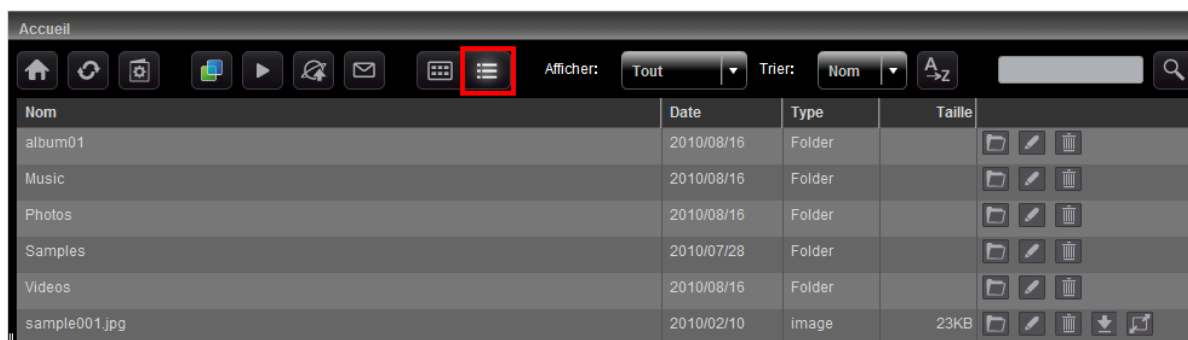 Accueil
Afficher: Tout Trier: Nom A→Z
Nom Date Type Taille
album01 2010/08/16 Folder
Music 2010/08/16 Folder
Photos 2010/08/16 Folder
Samples 2010/07/28 Folder
Videos 2010/08/16 Folder
sample001.jpg 2010/02/10 image 23KB